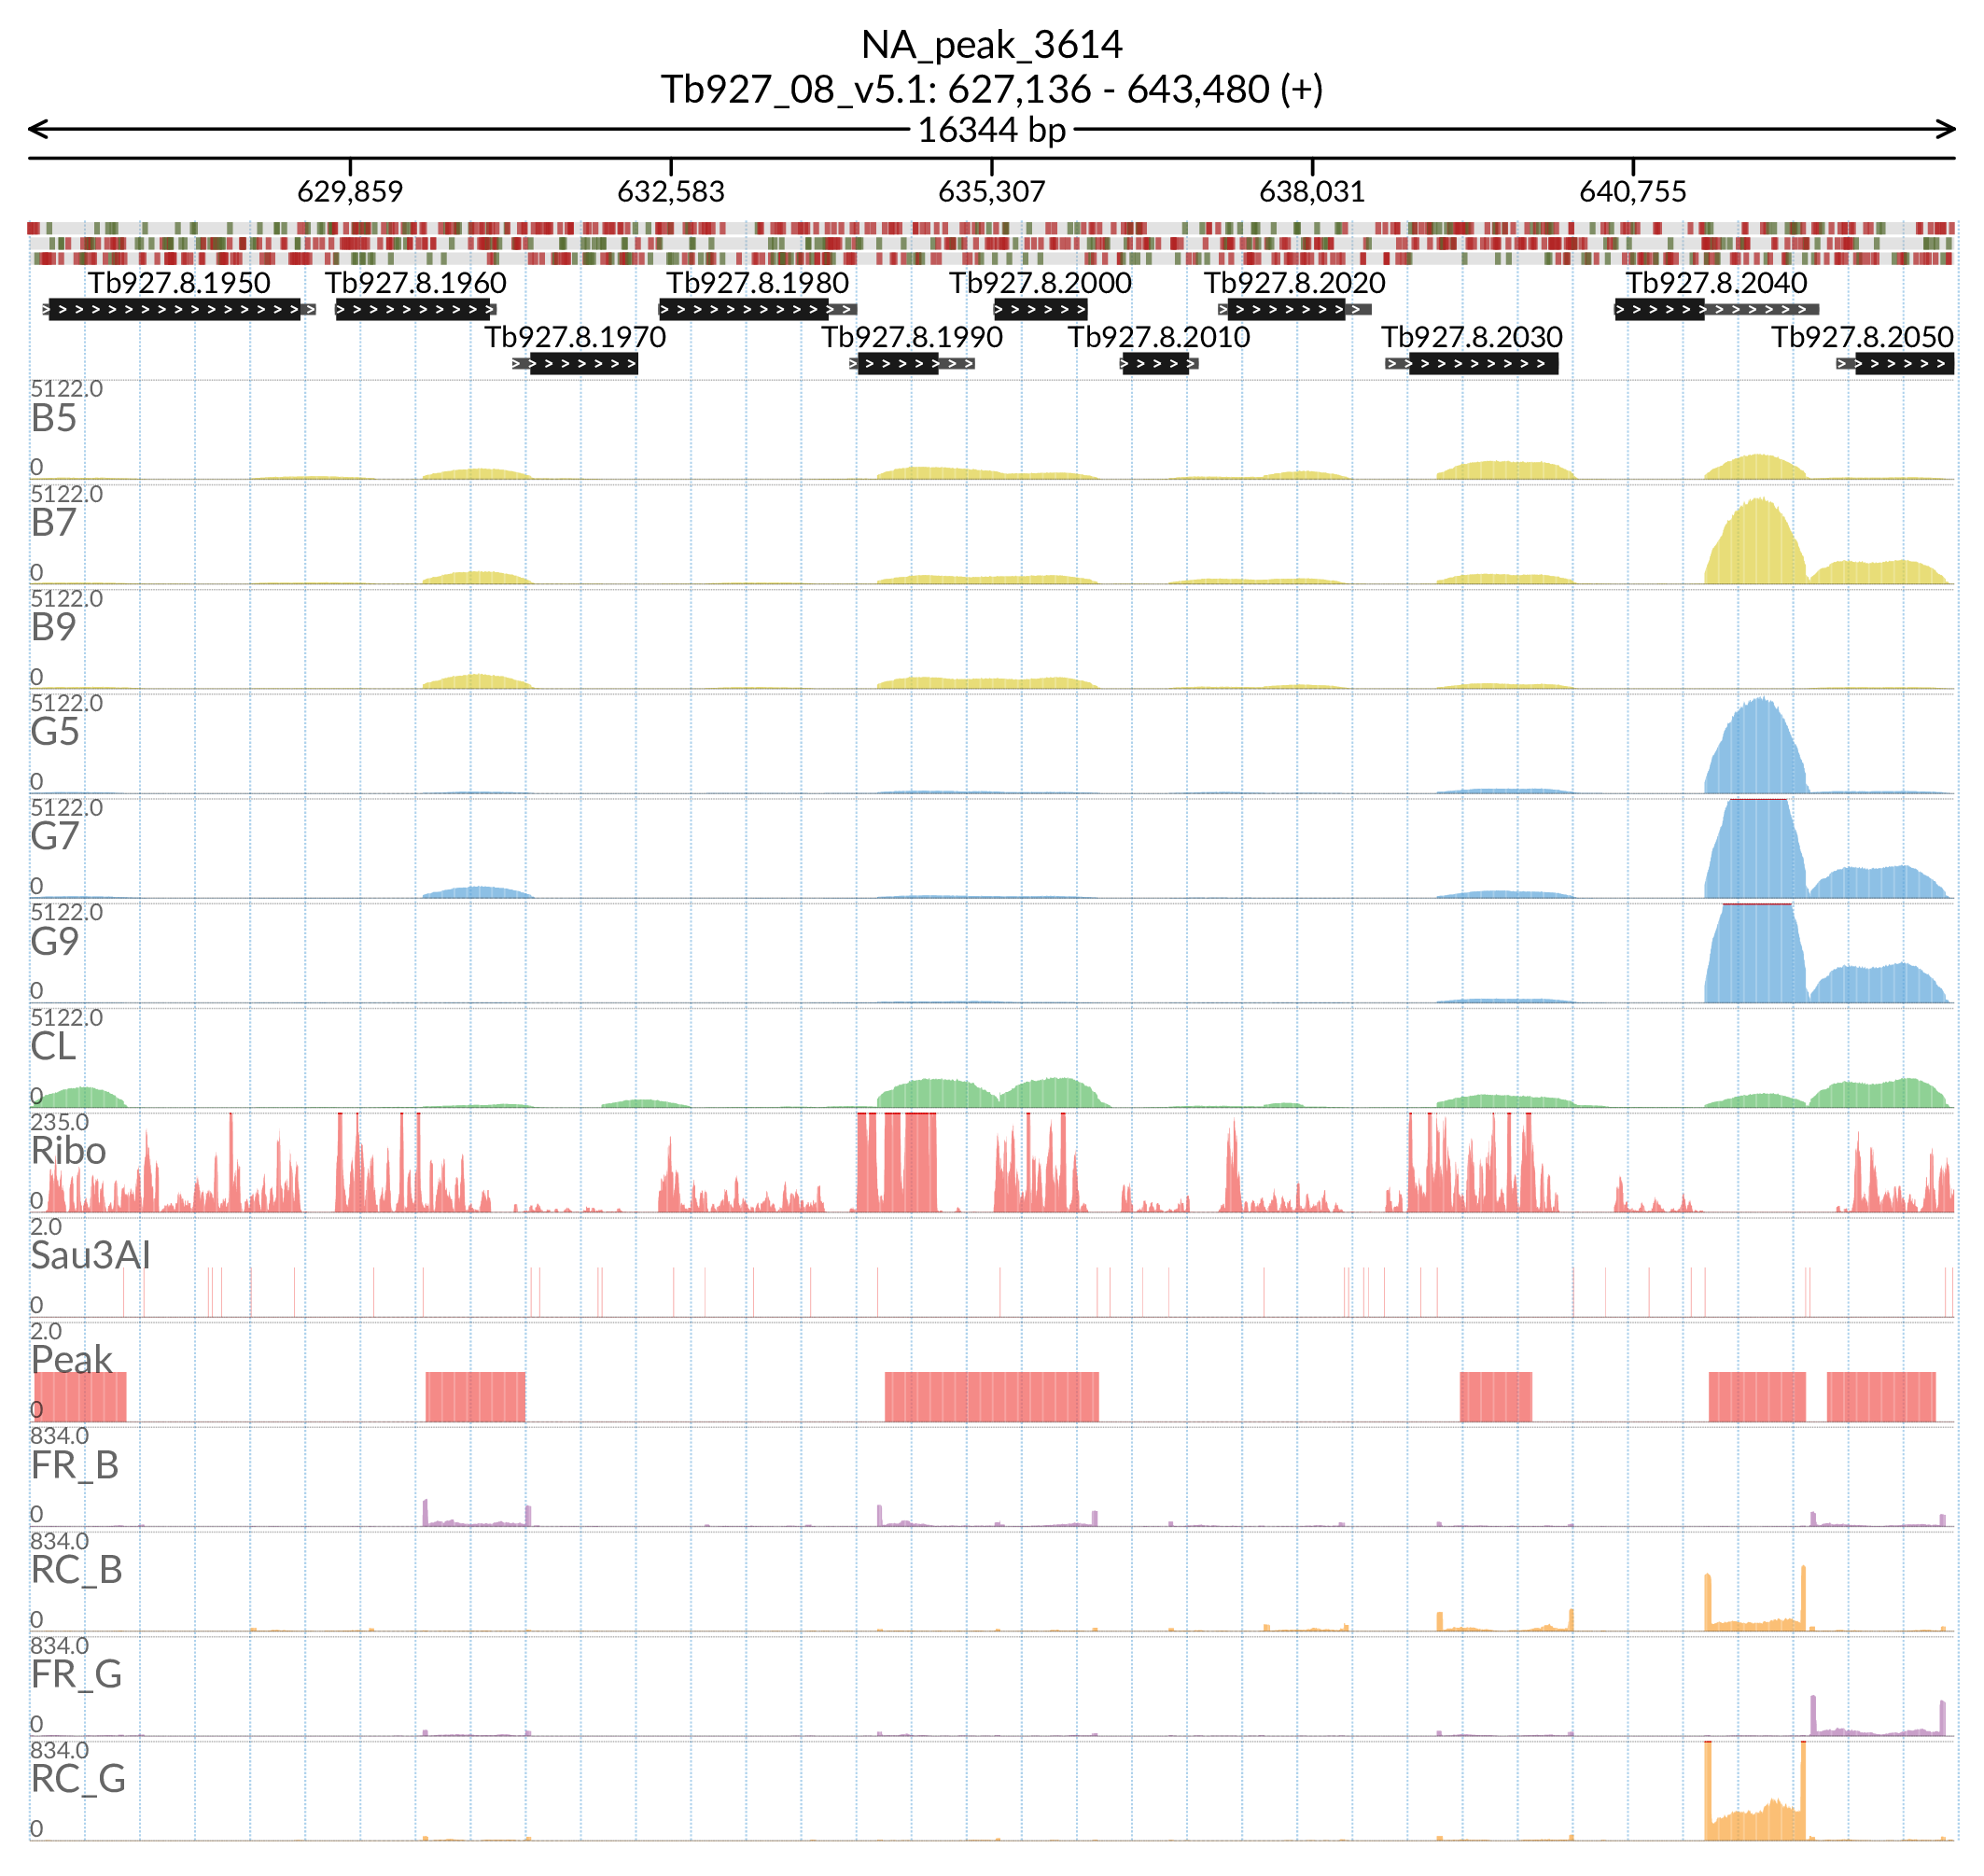 NA_peak_3614
Tb927_08_v5.1: 627,136 - 643,480 (+)
16344 bp
629,859 632,583 635,307 638,031 640,755
Tb927.8.1950 Tb927.8.1960 Tb927.8.1980 Tb927.8.2000 Tb927.8.2020 Tb927.8.2040
Tb927.8.1970 Tb927.8.1990 Tb927.8.2010 Tb927.8.2030 Tb927.8.2050
5122.0
B5
0
5122.0
B7
0
5122.0
B9
0
5122.0
G5
0
5122.0
G7
0
5122.0
G9
0
5122.0
CL
0
235.0
Ribo
0
2.0
Sau3AI
0
2.0
Peak
0
834.0
FR_B
0
834.0
RC_B
0
834.0
FR_G
0
834.0
RC_G
0